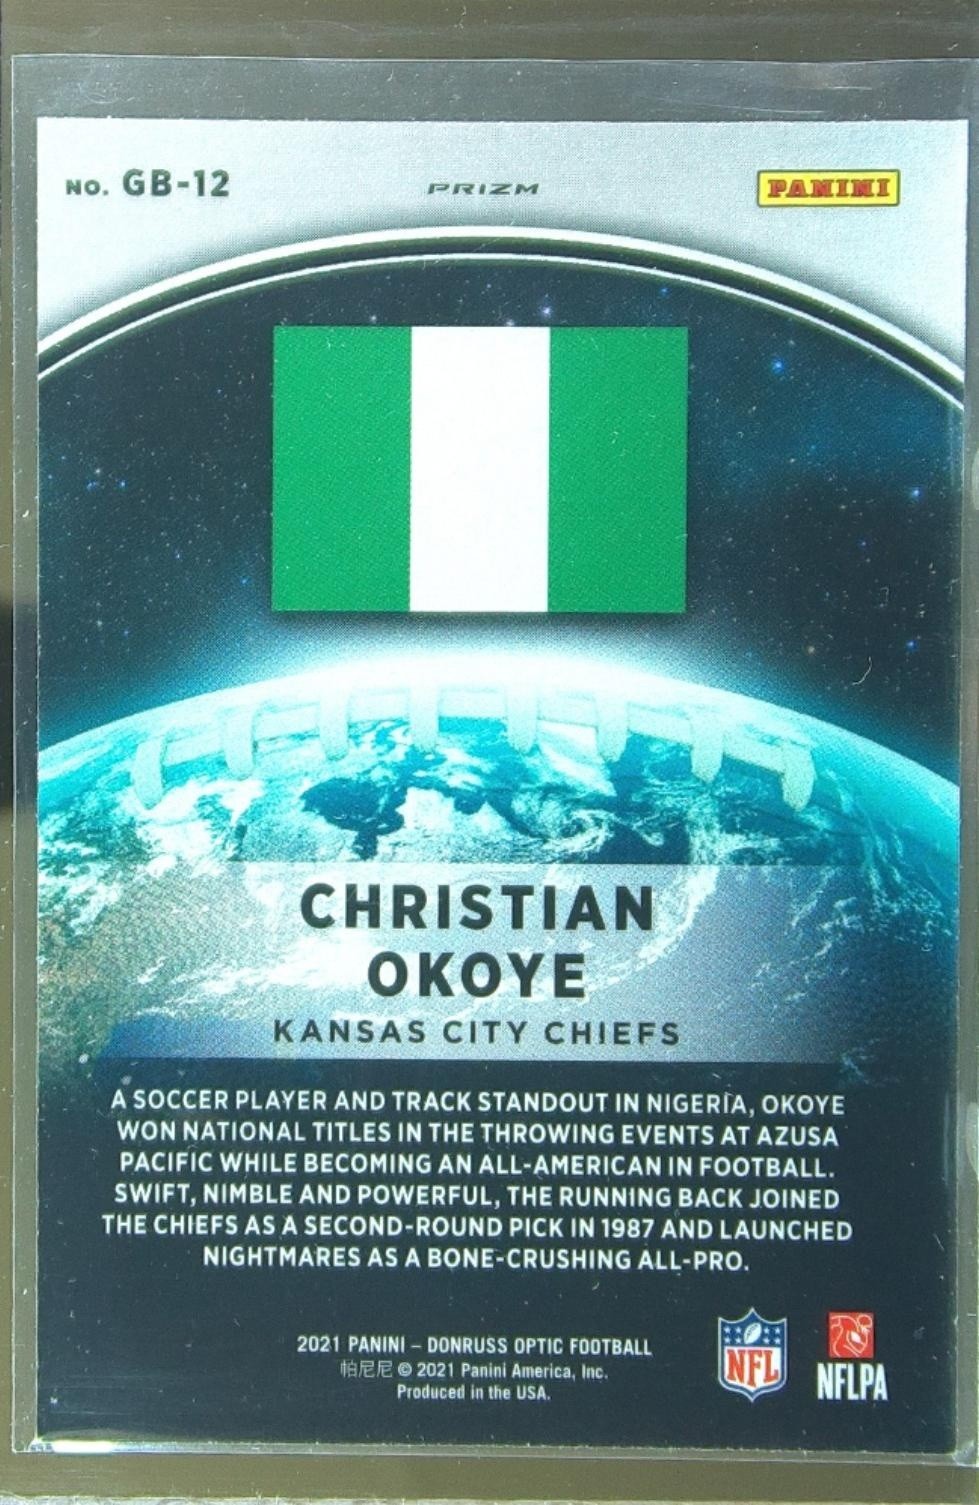 NO. GB-12
PRIZM
PANINI
CHRISTIAN
OKOYE
KANSAS CITY CHIEFS
A SOCCER PLAYER AND TRACK STANDOUT IN NIGERIA, OKOYE
WON NATIONAL TITLES IN THE THROWING EVENTS AT AZUSA
PACIFIC WHILE BECOMING AN ALL-AMERICAN IN FOOTBALL.
SWIFT, NIMBLE AND POWERFUL, THE RUNNING BACK JOINED
THE CHIEFS AS A SECOND-ROUND PICK IN 1987 AND LAUNCHED
NIGHTMARES AS A BONE-CRUSHING ALL-PRO.
2021 PANINI – DONRUSS OPTIC FOOTBALL
帕尼尼 © 2021 Panini America, Inc.
Produced in the USA.
NFL
NFLPA